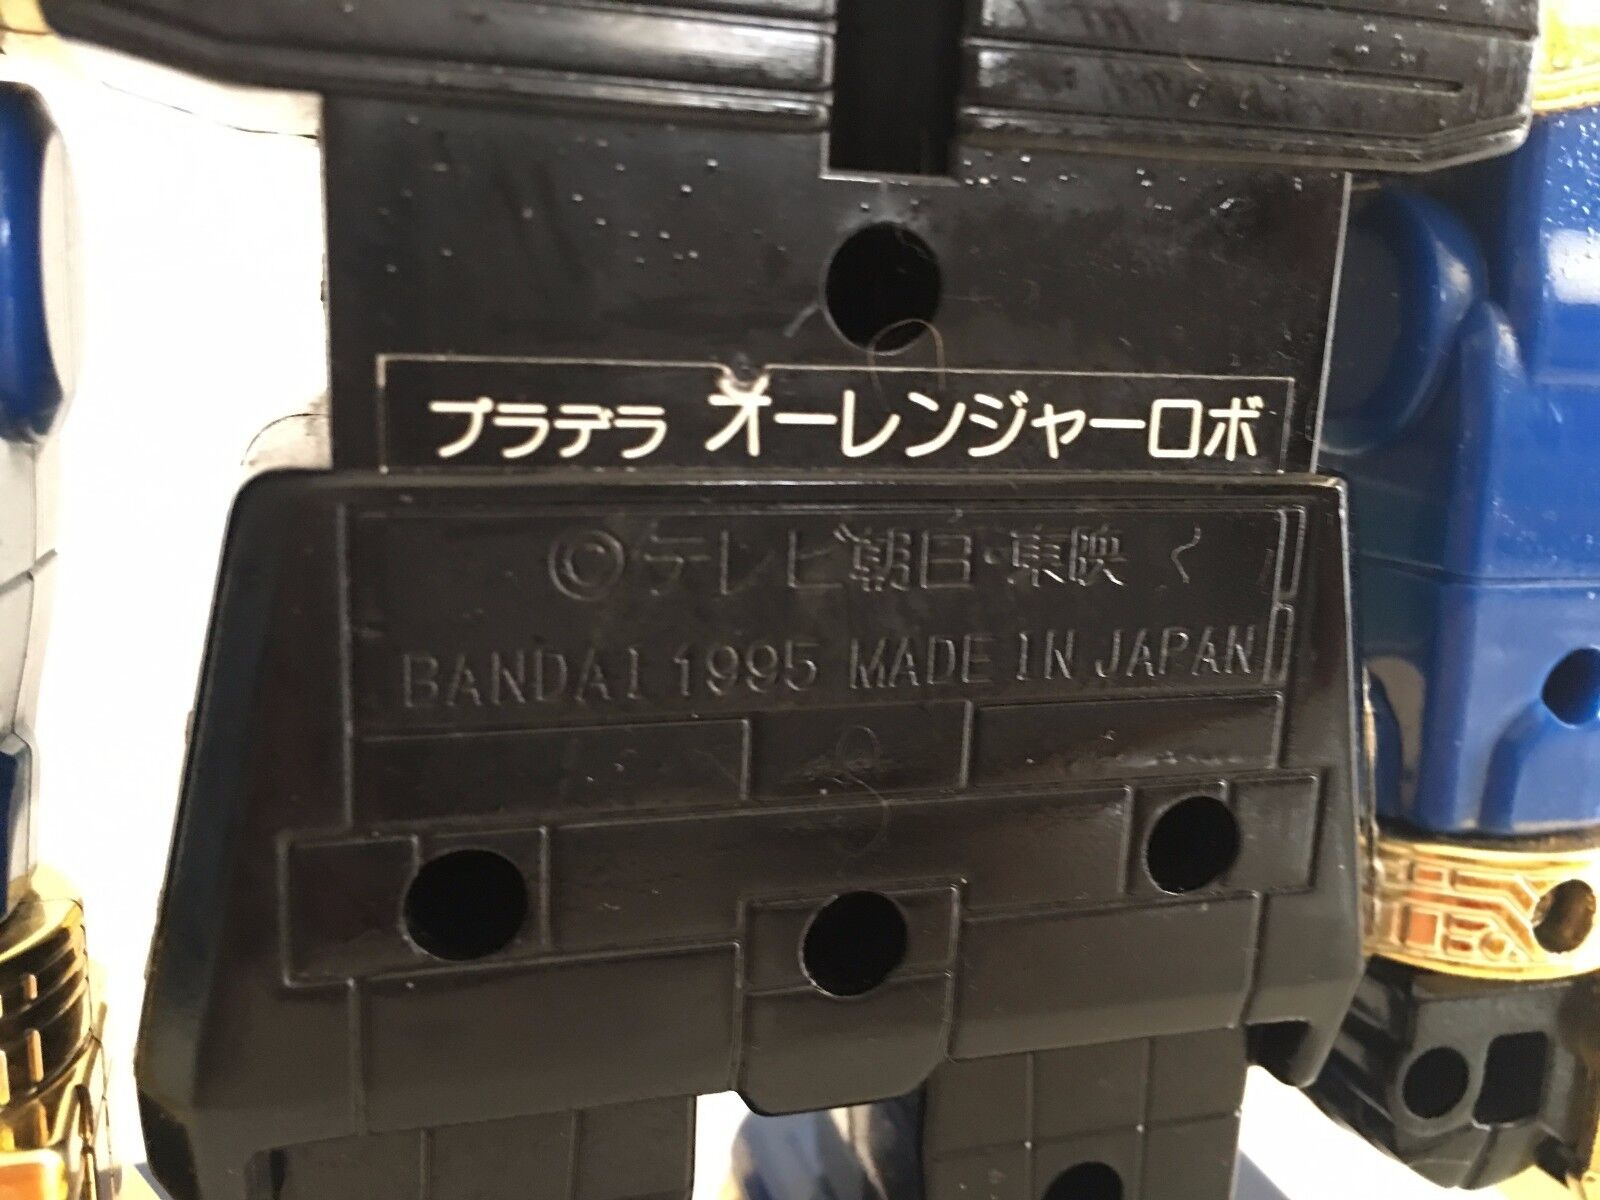 プラデラ オーレンジャーロボ
©テレビ朝日・東映 く
BANDAI 1995 MADE IN JAPAN